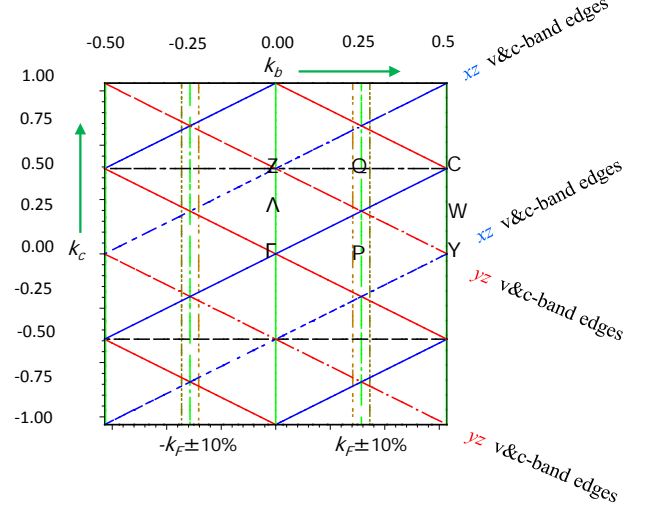 -0.50 -0.25 0.00 0.25 0.5
k_b
xz v&c-band edges
1.00
0.75
0.50
Z Q C
0.25
Λ W
xz v&c-band edges
0.00
k_c
Γ P Y
yz v&c-band edges
-0.25
-0.50
-0.75
-1.00
-k_F±10% k_F±10%
yz v&c-band edges